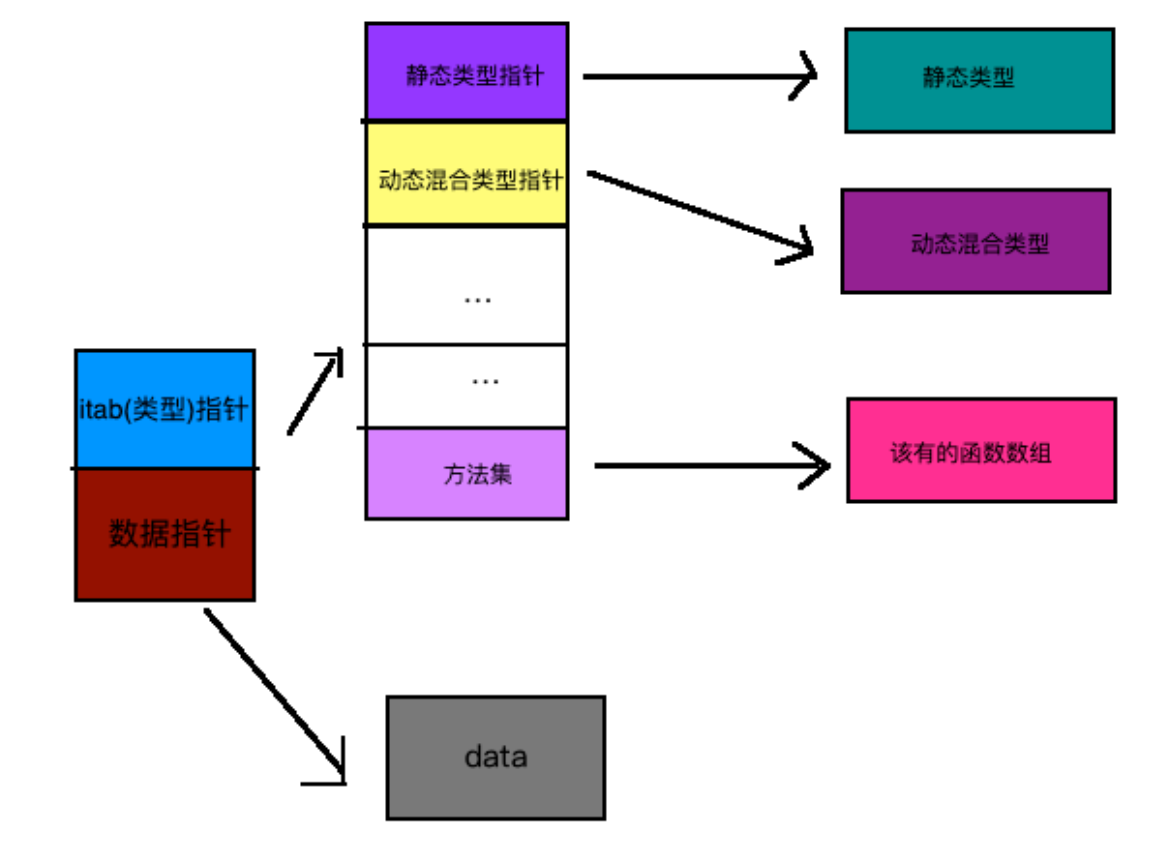 静态类型指针
静态类型
动态混合类型指针
动态混合类型
...
...
itab(类型)指针
方法集
该有的函数数组
数据指针
data